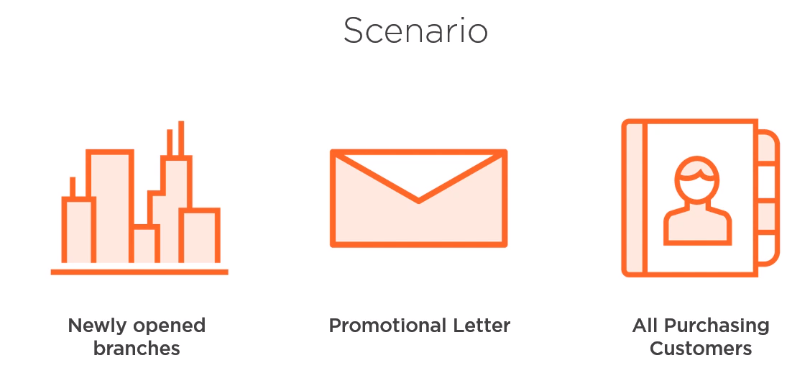 Scenario
Newly opened
branches
Promotional Letter
All Purchasing
Customers